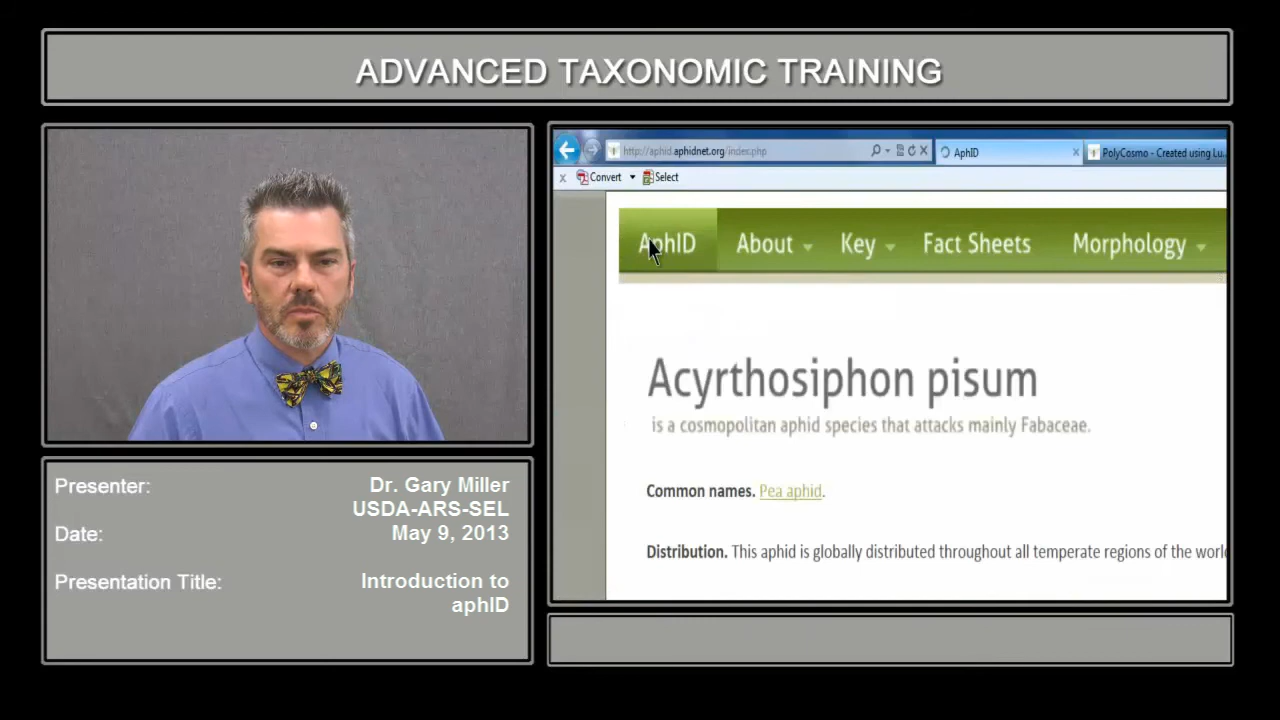 ADVANCED TAXONOMIC TRAINING
Presenter: Dr. Gary Miller
USDA-ARS-SEL
Date: May 9, 2013
Presentation Title: Introduction to
aphID
http://aphid.aphidnet.org/index.php
AphID
PolyCosmo - Created using Lu
x Convert Select
AphID About Key Fact Sheets Morphology
Acyrthosiphon pisum
is a cosmopolitan aphid species that attacks mainly Fabaceae.
Common names. Pea aphid.
Distribution. This aphid is globally distributed throughout all temperate regions of the world